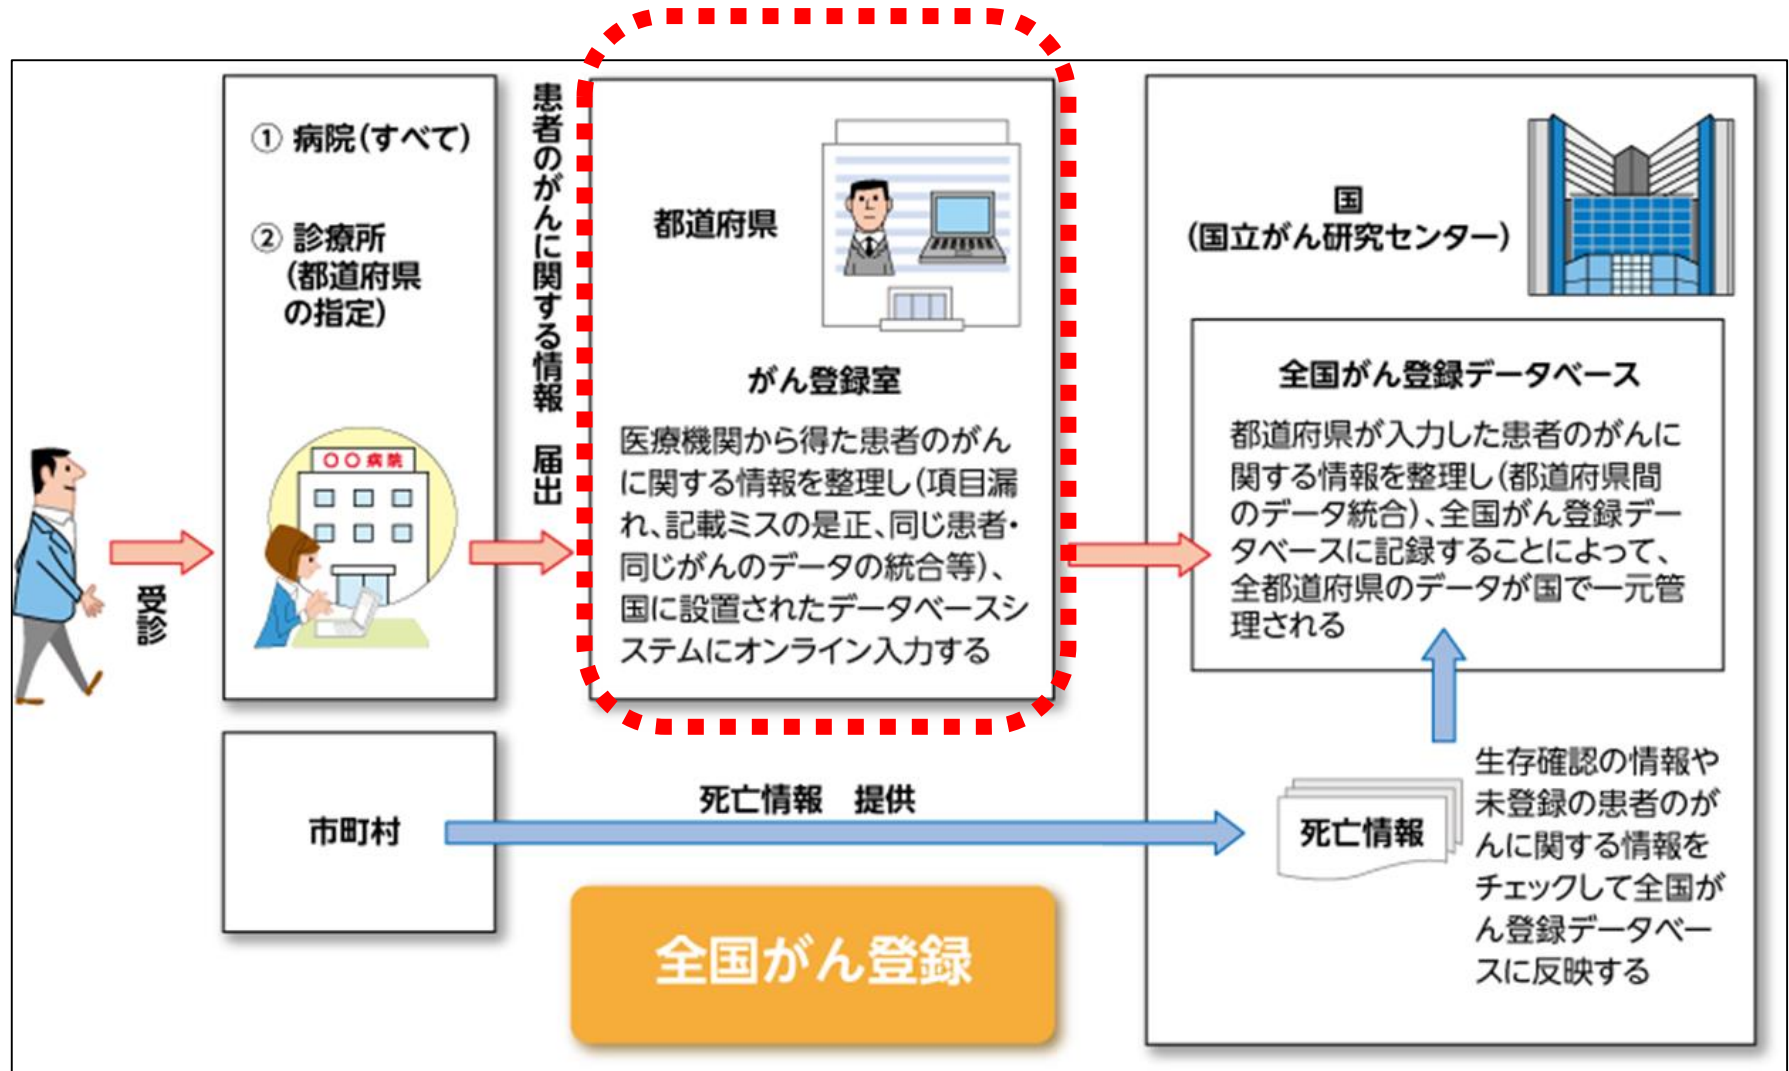 ① 病院(すべて)
② 診療所
(都道府県
の指定)
〇〇病院
受診
患者のがんに関する情報　届出
都道府県
がん登録室
医療機関から得た患者のがん
に関する情報を整理し(項目漏
れ、記載ミスの是正、同じ患者・
同じがんのデータの統合等)、
国に設置されたデータベースシ
ステムにオンライン入力する
国
(国立がん研究センター)
全国がん登録データベース
都道府県が入力した患者のがんに
関する情報を整理し(都道府県間
のデータ統合)、全国がん登録デー
タベースに記録することによって、
全都道府県のデータが国で一元管
理される
市町村
死亡情報　提供
死亡情報
生存確認の情報や
未登録の患者のが
んに関する情報を
チェックして全国が
ん登録データベー
スに反映する
全国がん登録